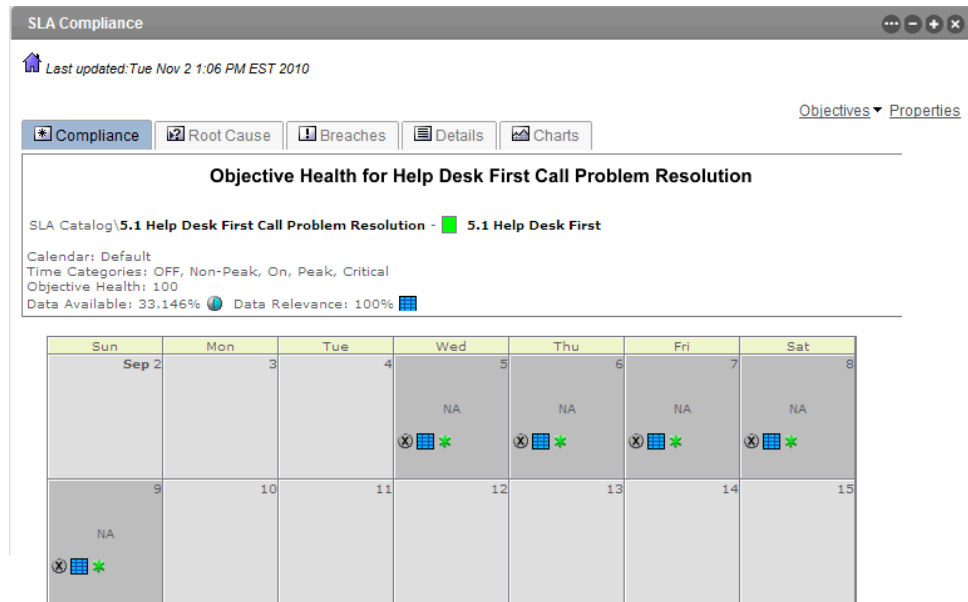 SLA Compliance
Last updated:Tue Nov 2 1:06 PM EST 2010
Objectives Properties
Compliance Root Cause Breaches Details Charts
Objective Health for Help Desk First Call Problem Resolution
SLA Catalog\5.1 Help Desk First Call Problem Resolution - 5.1 Help Desk First
Calendar: Default
Time Categories: OFF, Non-Peak, On, Peak, Critical
Objective Health: 100
Data Available: 33.146% Data Relevance: 100%
Sun Mon Tue Wed Thu Fri Sat
Sep 2 3 4 5 6 7 8
NA NA NA NA
9 10 11 12 13 14 15
NA